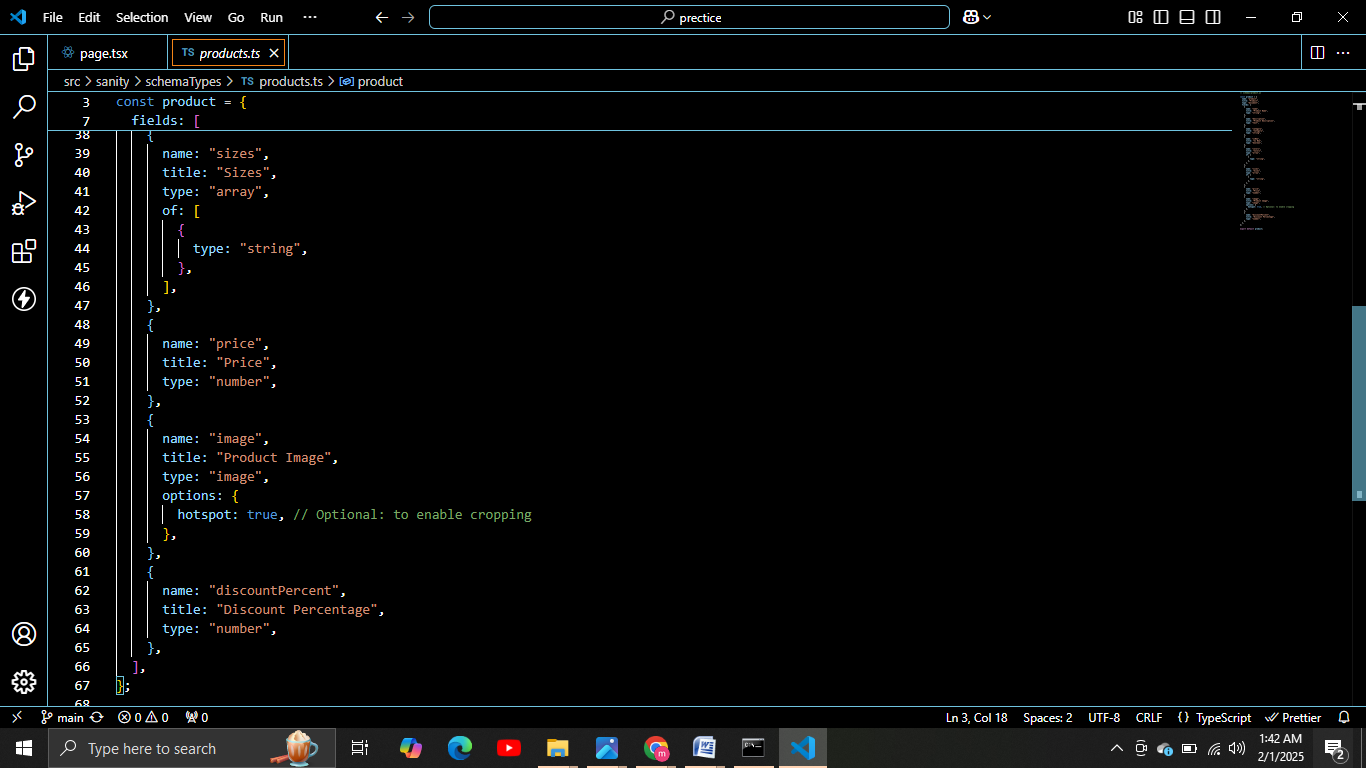 File Edit Selection View Go Run ··· prectice
page.tsx TS products.ts
src > sanity > schemaTypes > TS products.ts > product
3 const product = {
7 fields: [
38 {
39 name: "sizes",
40 title: "Sizes",
41 type: "array",
42 of: [
43 {
44 type: "string",
45 },
46 ],
47 },
48 {
49 name: "price",
50 title: "Price",
51 type: "number",
52 },
53 {
54 name: "image",
55 title: "Product Image",
56 type: "image",
57 options: {
58 hotspot: true, // Optional: to enable cropping
59 },
60 },
61 {
62 name: "discountPercent",
63 title: "Discount Percentage",
64 type: "number",
65 },
66 ],
67 };
68
main 0 0 0 Ln 3, Col 18 Spaces: 2 UTF-8 CRLF {} TypeScript Prettier
Type here to search 1:42 AM
2/1/2025 2